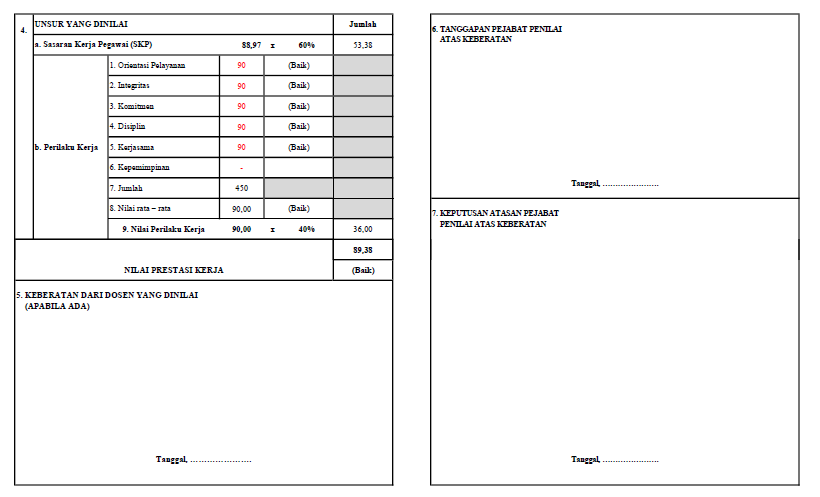 4. UNSUR YANG DINILAI Jumlah
a. Sasaran Kerja Pegawai (SKP) 88,97 x 60% 53,38
b. Perilaku Kerja
1. Orientasi Pelayanan 90 (Baik)
2. Integritas 90 (Baik)
3. Komitmen 90 (Baik)
4. Disiplin 90 (Baik)
5. Kerjasama 90 (Baik)
6. Kepemimpinan -
7. Jumlah 450
8. Nilai rata – rata 90,00 (Baik)
9. Nilai Perilaku Kerja 90,00 x 40% 36,00
89,38
NILAI PRESTASI KERJA (Baik)
5. KEBERATAN DARI DOSEN YANG DINILAI
(APABILA ADA)
Tanggal, ......................
6. TANGGAPAN PEJABAT PENILAI
ATAS KEBERATAN
Tanggal, ......................
7. KEPUTUSAN ATASAN PEJABAT
PENILAI ATAS KEBERATAN
Tanggal, ......................